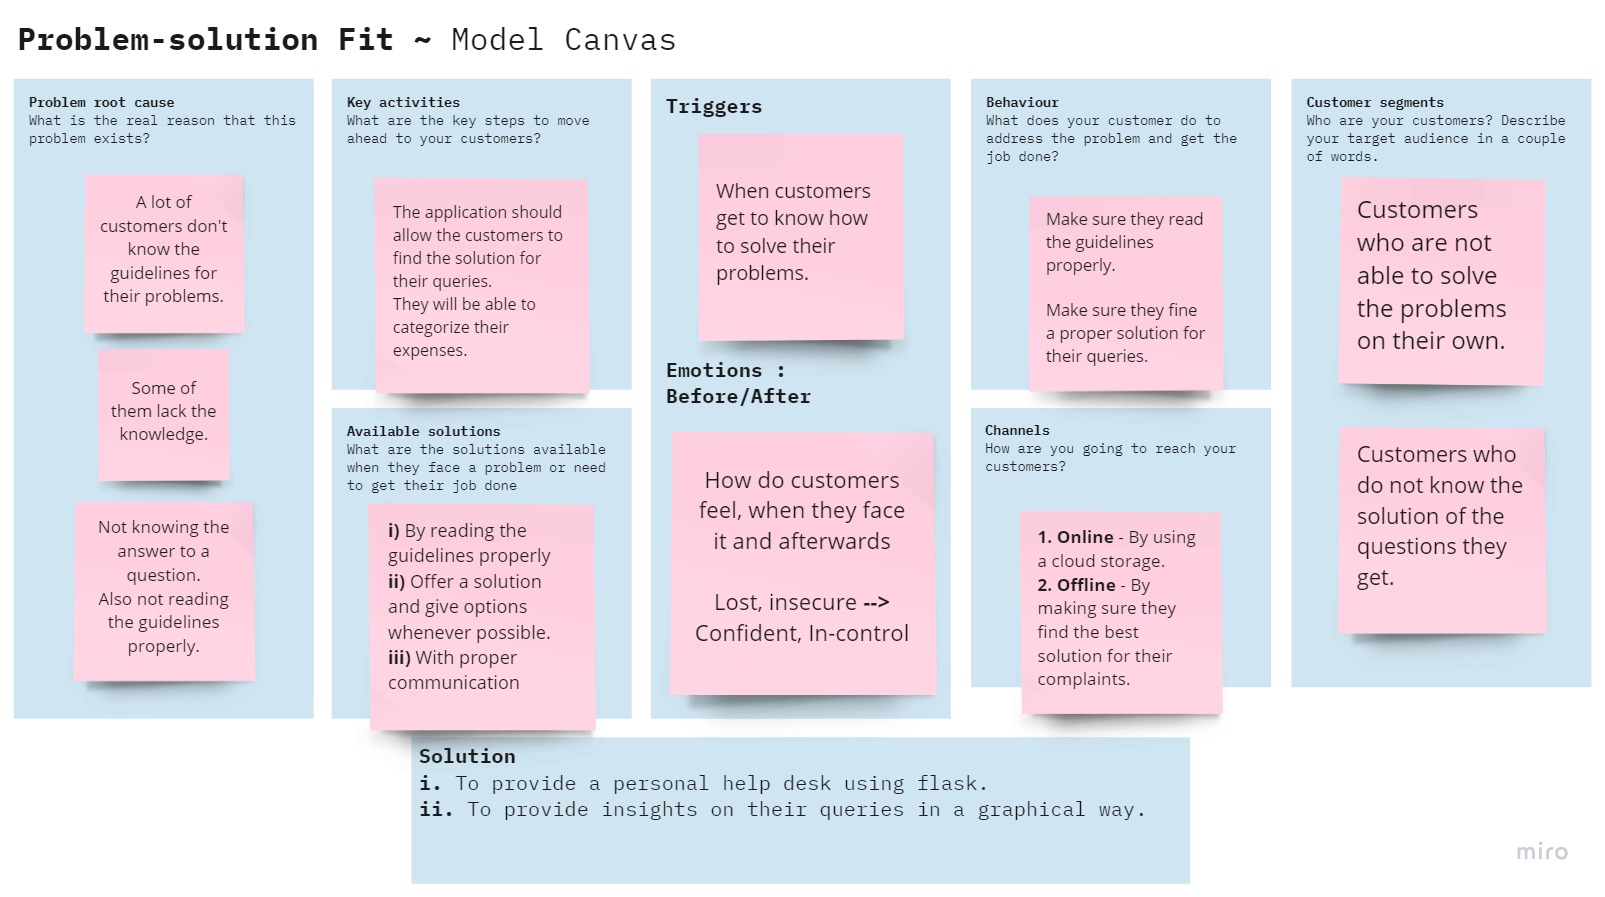 Problem-solution Fit ~ Model Canvas
Problem root cause
What is the real reason that this
problem exists?
A lot of
customers don't
know the
guidelines for
their problems.
Some of
them lack the
knowledge.
Not knowing the
answer to a
question.
Also not reading
the guidelines
properly.
Key activities
What are the key steps to move
ahead to your customers?
The application should
allow the customers to
find the solution for
their queries.
They will be able to
categorize their
expenses.
Available solutions
What are the solutions available
when they face a problem or need
to get their job done
i) By reading the
guidelines properly
ii) Offer a solution
and give options
whenever possible.
iii) With proper
communication
Triggers
When customers
get to know how
to solve their
problems.
Emotions :
Before/After
How do customers
feel, when they face
it and afterwards
Lost, insecure -->
Confident, In-control
Behaviour
What does your customer do to
address the problem and get the
job done?
Make sure they read
the guidelines
properly.
Make sure they fine
a proper solution for
their queries.
Channels
How are you going to reach your
customers?
1. Online - By using
a cloud storage.
2. Offline - By
making sure they
find the best
solution for their
complaints.
Customer segments
Who are your customers? Describe
your target audience in a couple
of words.
Customers
who are not
able to solve
the problems
on their own.
Customers who
do not know the
solution of the
questions they
get.
Solution
i. To provide a personal help desk using flask.
ii. To provide insights on their queries in a graphical way.
miro